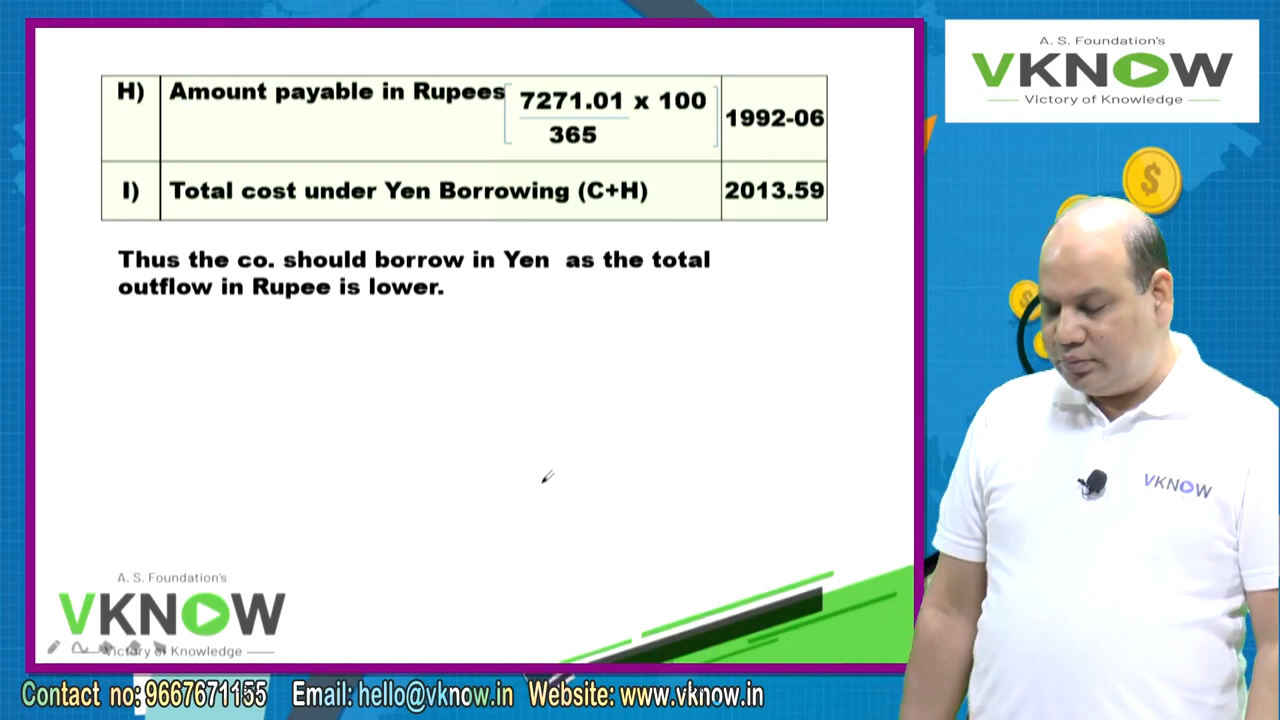 A. S. Foundation's
VKNOW
Victory of Knowledge
H) Amount payable in Rupees 7271.01 x 100
365
1992-06
I) Total cost under Yen Borrowing (C+H) 2013.59
Thus the co. should borrow in Yen as the total
outflow in Rupee is lower.
VKNOW
A. S. Foundation's
VKNOW
Victory of Knowledge
Contact no: 9667671155 Email: hello@vknow.in Website: www.vknow.in